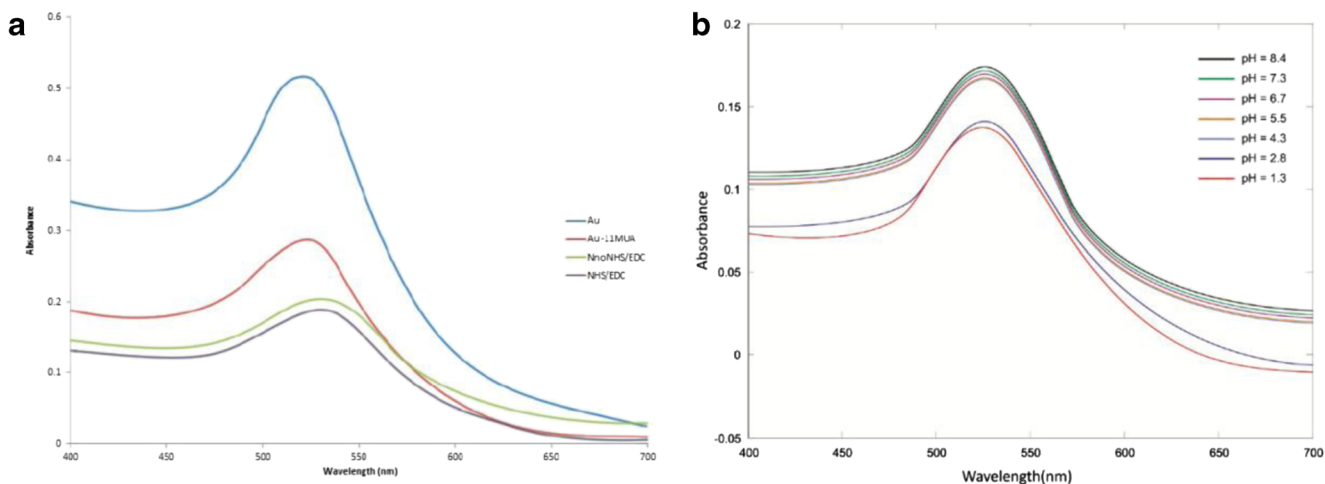 a
0.6
0.5
0.4
0.3
0.2
0.1
0
Absorbance
400
450
500
550
600
650
700
Wavelength (nm)
Au
Au-11MUA
NnoNHS/EDC
NHS/EDC
b
0.2
0.15
0.1
0.05
0
-0.05
Absorbance
400
450
500
550
600
650
700
Wavelength(nm)
pH = 8.4
pH = 7.3
pH = 6.7
pH = 5.5
pH = 4.3
pH = 2.8
pH = 1.3